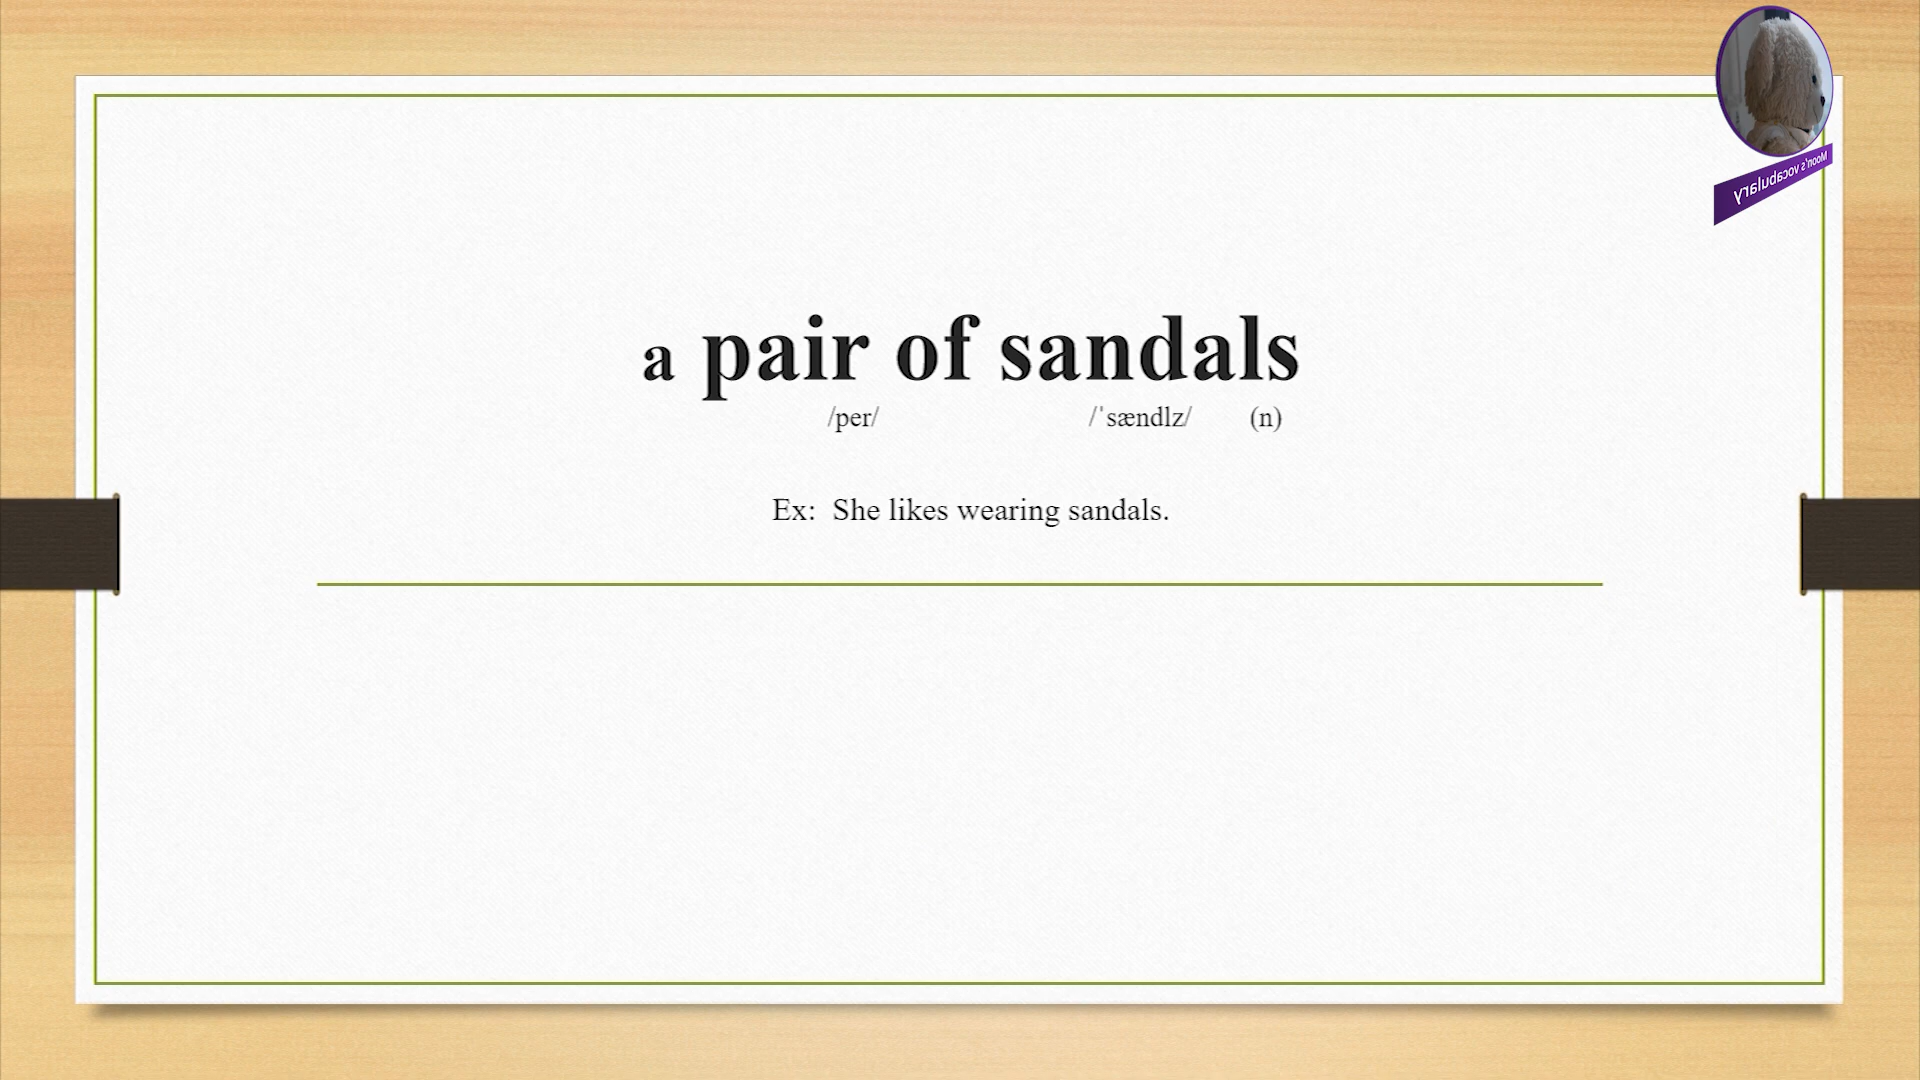 Moon's vocabulary
a pair of sandals
/per/ /ˈsændlz/ (n)
Ex: She likes wearing sandals.